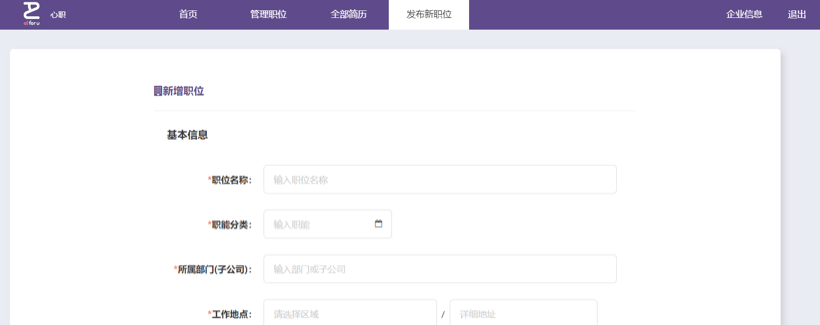 心职 首页 管理职位 全部简历 发布新职位 企业信息 退出
新增职位
基本信息
*职位名称: 输入职位名称
*职能分类: 输入职能
*所属部门(子公司): 输入部门或子公司
*工作地点: 请选择区域 / 详细地址